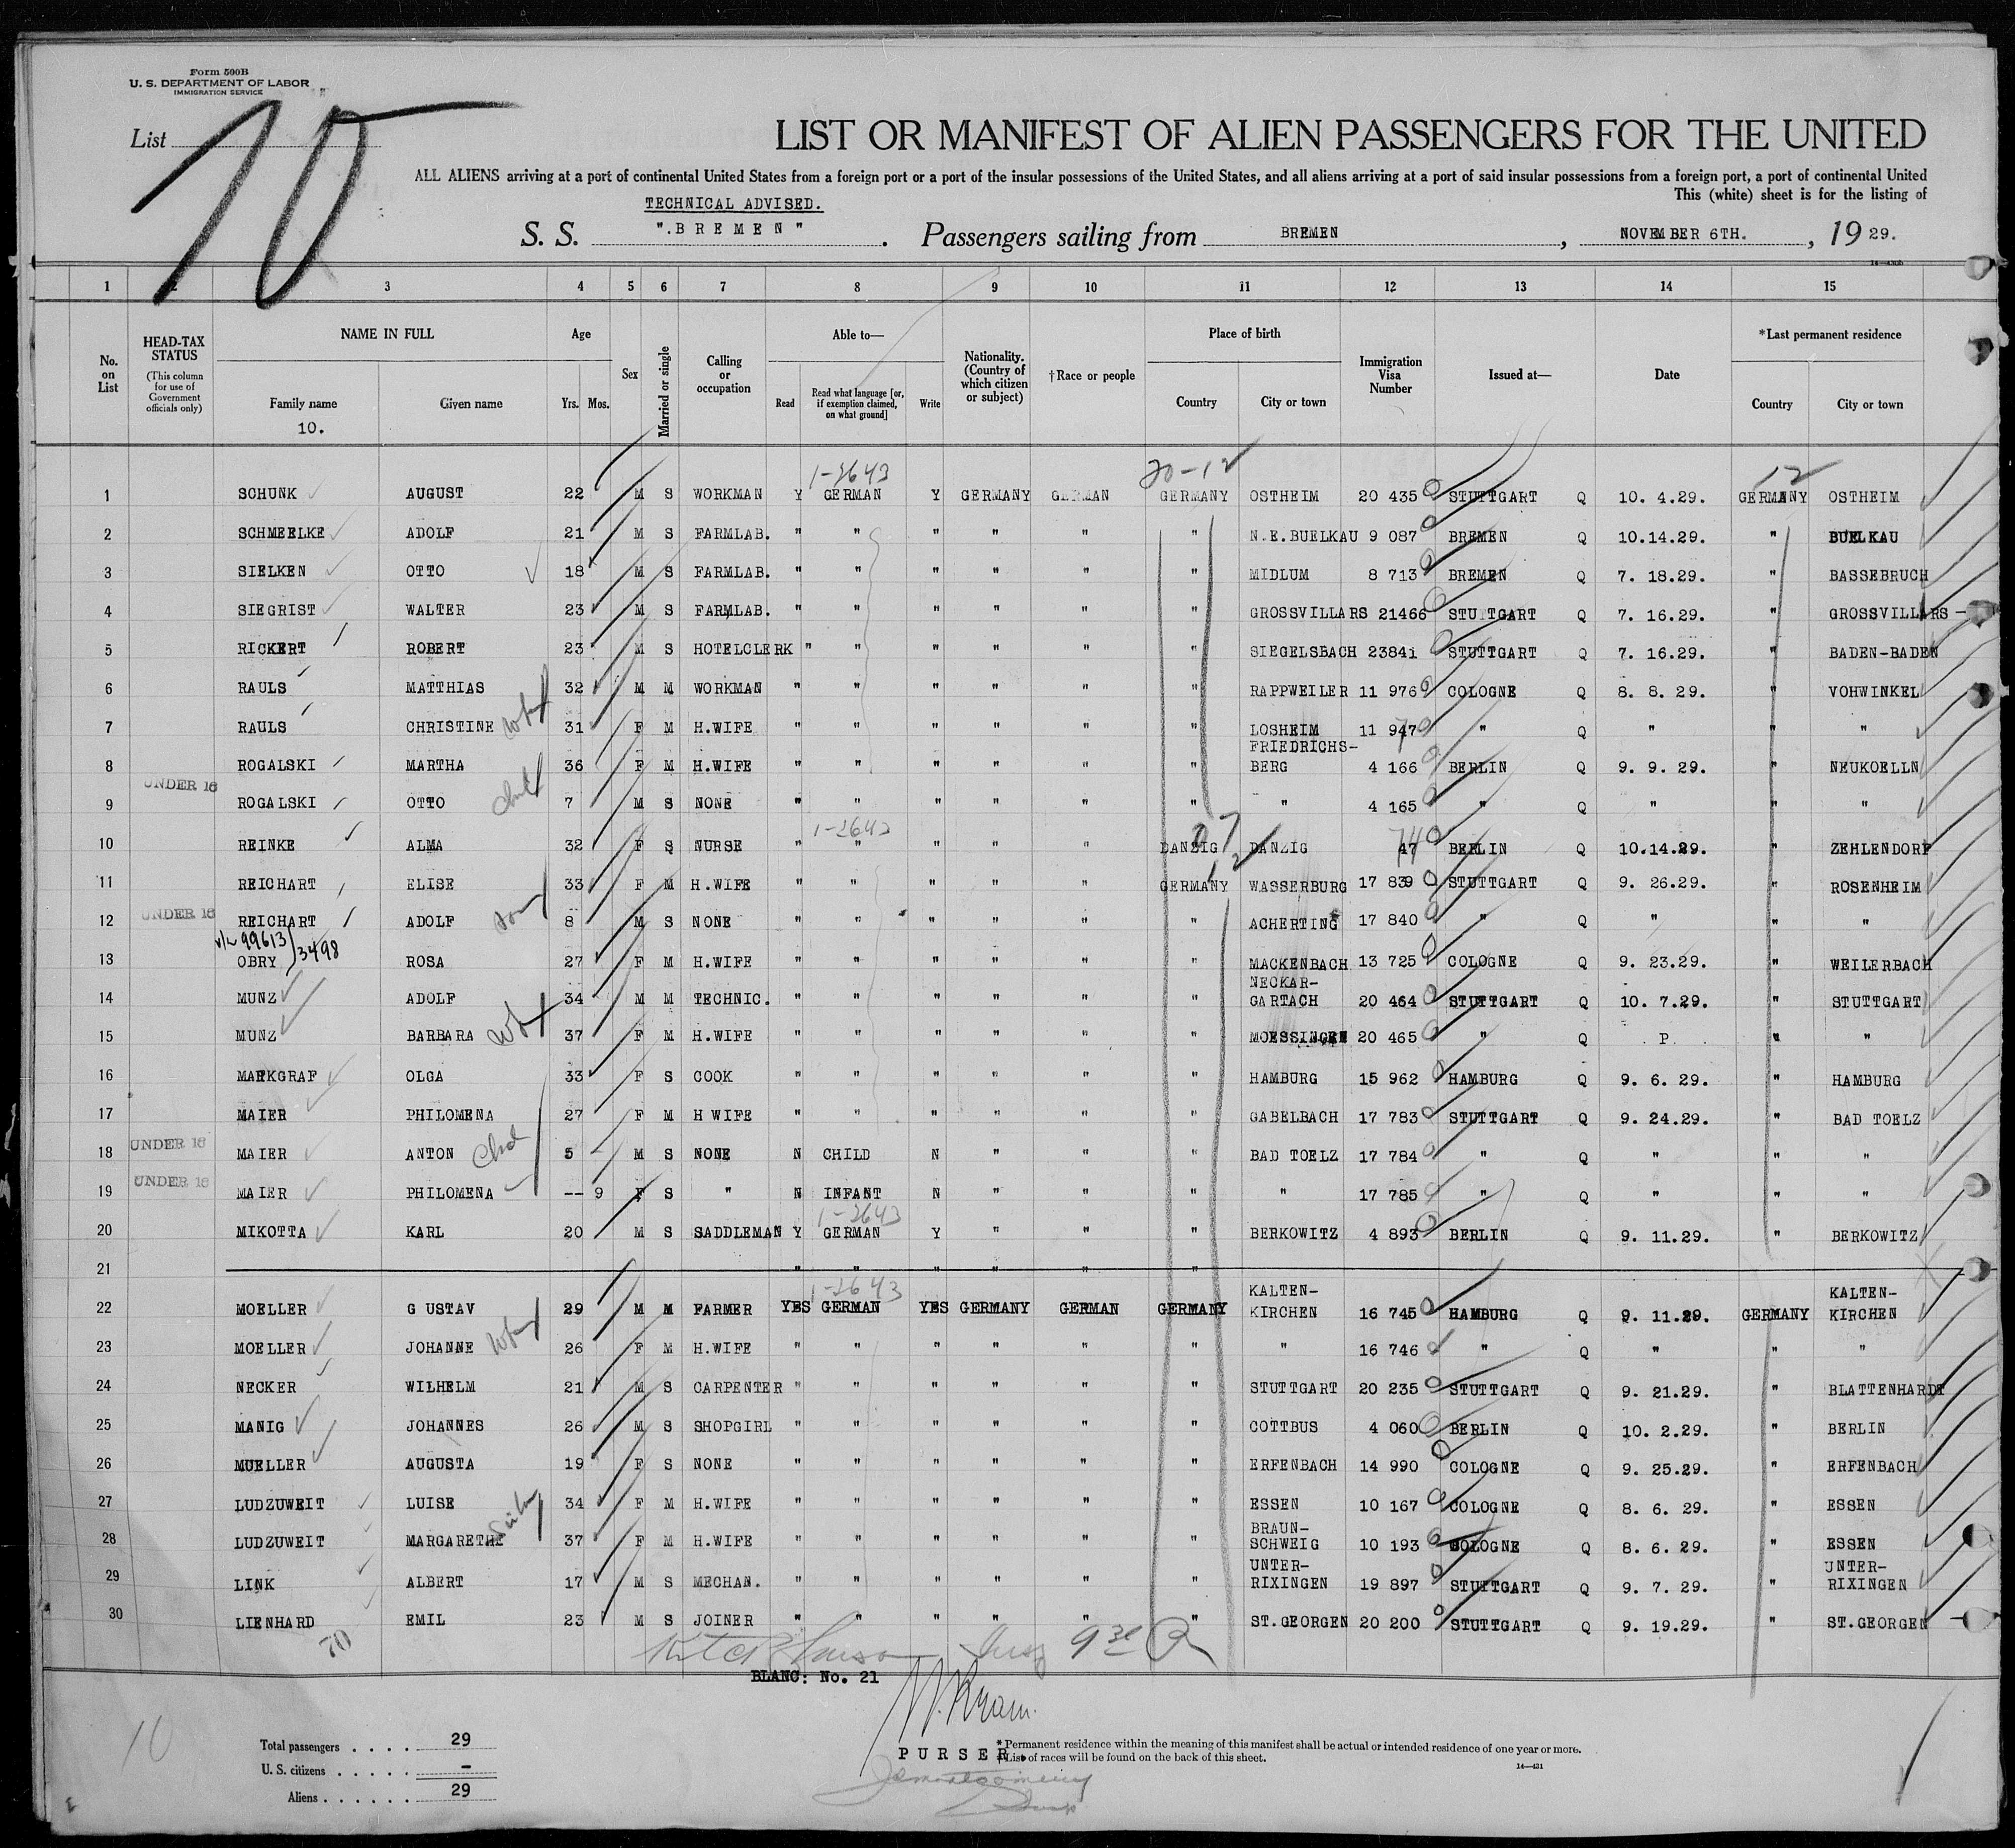 Form 500B
U. S. DEPARTMENT OF LABOR
IMMIGRATION SERVICE
List 10
LIST OR MANIFEST OF ALIEN PASSENGERS FOR THE UNITED
ALL ALIENS arriving at a port of continental United States from a foreign port or a port of the insular possessions of the United States, and all aliens arriving at a port of said insular possessions from a foreign port, a port of continental United
This (white) sheet is for the listing of
TECHNICAL ADVISED.
S. S. ".BREMEN". Passengers sailing from BREMEN, NOVEMBER 6TH., 1929.
1 2 3 4 5 6 7 8 9 10 11 12 13 14 15
No. on List
HEAD-TAX STATUS
(This column for use of Government officials only)
NAME IN FULL
Family name
10.
Given name
Age
Yrs. Mos.
Sex
Married or single
Calling or occupation
Able to—
Read
Read what language [or, if exemption claimed, on what ground]
Write
Nationality. (Country of which citizen or subject)
†Race or people
Place of birth
Country
City or town
Immigration Visa Number
Issued at—
Date
*Last permanent residence
Country
City or town
1-2643 20-12 12
1 SCHUNK AUGUST 22 M S WORKMAN Y GERMAN Y GERMANY GERMAN GERMANY OSTHEIM 20 435 STUTTGART Q 10. 4.29. GERMANY OSTHEIM
2 SCHMEELKE ADOLF 21 M S FARMLAB. " " " " " " N.E.BUELKAU 9 087 BREMEN Q 10.14.29. " BUELKAU
3 SIELKEN OTTO 18 M S FARMLAB. " " " " " " MIDLUM 8 713 BREMEN Q 7. 18.29. " BASSEBRUCH
4 SIEGRIST WALTER 23 M S FARMLAB. " " " " " " GROSSVILLARS 21466 STUTTGART Q 7. 16.29. " GROSSVILLARS
5 RICKERT ROBERT 23 M S HOTELCLERK " " " " " " SIEGELSBACH 2384i STUTTGART Q 7. 16.29. " BADEN-BADEN
6 RAULS MATTHIAS 32 M M WORKMAN " " " " " " RAPPWEILER 11 976 COLOGNE Q 8. 8. 29. " VOHWINKEL
7 RAULS CHRISTINE 31 F M H.WIFE " " " " " " LOSHEIM 11 947 " Q " " "
8 ROGALSKI MARTHA 36 F M H.WIFE " " " " " " FRIEDRICHS-
BERG 4 166 BERLIN Q 9. 9. 29. " NEUKOELLN
UNDER 16
9 ROGALSKI OTTO 7 M S NONE " " " " " " " 4 165 " Q " " "
1-2643
10 REINKE ALMA 32 F S NURSE " " " " " DANZIG DANZIG 47 BERLIN Q 10.14.29. " ZEHLENDORF
11 REICHART ELISE 33 F M H.WIFE " " " " " GERMANY WASSERBURG 17 839 STUTTGART Q 9. 26.29. " ROSENHEIM
UNDER 16
12 REICHART ADOLF 8 M S NONE " " " " " " ACHERTING 17 840 " Q " " "
99613/3498
13 OBRY ROSA 27 F M H.WIFE " " " " " " MACKENBACH 13 725 COLOGNE Q 9. 23.29. " WEILERBACH
14 MUNZ ADOLF 34 M M TECHNIC. " " " " " " NECKAR-
GARTACH 20 464 STUTTGART Q 10. 7.29. " STUTTGART
15 MUNZ BARBARA 37 F M H.WIFE " " " " " " MOESSINGEN 20 465 " Q P " "
16 MARKGRAF OLGA 33 F S COOK " " " " " " HAMBURG 15 962 HAMBURG Q 9. 6. 29. " HAMBURG
17 MAIER PHILOMENA 27 F M H WIFE " " " " " " GABELBACH 17 783 STUTTGART Q 9. 24.29. " BAD TOELZ
UNDER 16
18 MAIER ANTON 5 M S NONE N CHILD N " " " BAD TOELZ 17 784 " Q " " "
UNDER 16
19 MAIER PHILOMENA -- 9 F S " N INFANT N " " " " 17 785 " Q " " "
1-2643
20 MIKOTTA KARL 20 M S SADDLEMAN Y GERMAN Y " " " BERKOWITZ 4 893 BERLIN Q 9. 11.29. " BERKOWITZ
21 " " " " " "
1-2643
22 MOELLER G USTAV 29 M M FARMER YES GERMAN YES GERMANY GERMAN GERMANY KALTEN-
KIRCHEN 16 745 HAMBURG Q 9. 11.29. GERMANY KALTEN-
KIRCHEN
23 MOELLER JOHANNE 26 F M H.WIFE " " " " " " " 16 746 " Q " " "
24 NECKER WILHELM 21 M S CARPENTER " " " " " " STUTTGART 20 235 STUTTGART Q 9. 21.29. " BLATTENHARDT
25 MANIG JOHANNES 26 M S SHOPGIRL " " " " " " COTTBUS 4 060 BERLIN Q 10. 2.29. " BERLIN
26 MUELLER AUGUSTA 19 F S NONE " " " " " " ERFENBACH 14 990 COLOGNE Q 9. 25.29. " ERFENBACH
27 LUDZUWEIT LUISE 34 F M H.WIFE " " " " " " ESSEN 10 167 COLOGNE Q 8. 6. 29. " ESSEN
28 LUDZUWEIT MARGARETHE 37 F M H.WIFE " " " " " " BRAUN-
SCHWEIG 10 193 COLOGNE Q 8. 6. 29. " ESSEN
29 LINK ALBERT 17 M S MECHAN. " " " " " " UNTER-
RIXINGEN 19 897 STUTTGART Q 9. 7. 29. " UNTER-
RIXINGEN
30 LIENHARD EMIL 23 M S JOINER " " " " " " ST.GEORGEN 20 200 STUTTGART Q 9. 19.29. " ST.GEORGEN
70
BLANC: No. 21
10
Total passengers . . . . 29
U. S. citizens . . . . . -
Aliens . . . . . . 29
PURSER.
*Permanent residence within the meaning of this manifest shall be actual or intended residence of one year or more.
†List of races will be found on the back of this sheet.
14—431